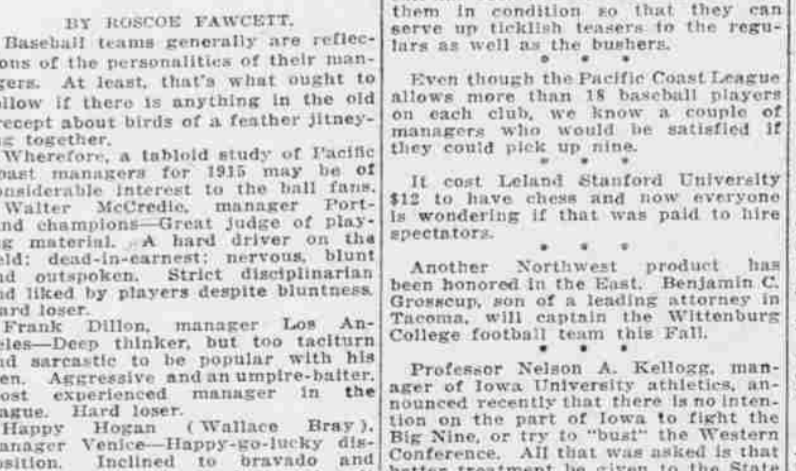 BY ROSCOE FAWCETT.
Baseball teams generally are reflec-
ons of the personalities of their man-
gers. At least, that's what ought to
ollow if there is anything in the old
recept about birds of a feather jitney-
ng together.
Wherefore, a tabloid study of Pacific
oast managers for 1915 may be of
onsiderable interest to the ball fans.
Walter McCredie, manager Port-
and champions—Great judge of play-
ng material. A hard driver on the
eld; dead-in-earnest; nervous, blunt
nd outspoken. Strict disciplinarian
nd liked by players despite bluntness.
ard loser.
Frank Dillon, manager Los An-
eles—Deep thinker, but too taciturn
nd sarcastic to be popular with his
en. Aggressive and an umpire-baiter.
ost experienced manager in the
ague. Hard loser.
Happy Hogan (Wallace Bray),
anager Venice—Happy-go-lucky dis-
osition. Inclined to bravado and
them in condition so that they can
serve up ticklish teasers to the regu-
lars as well as the bushers.
* * *
Even though the Pacific Coast League
allows more than 18 baseball players
on each club, we know a couple of
managers who would be satisfied if
they could pick up nine.
* * *
It cost Leland Stanford University
$12 to have chess and now everyone
is wondering if that was paid to hire
spectators.
* * *
Another Northwest product has
been honored in the East. Benjamin C.
Grosscup, son of a leading attorney in
Tacoma, will captain the Wittenburg
College football team this Fall.
* * *
Professor Nelson A. Kellogg, man-
ager of Iowa University athletics, an-
nounced recently that there is no inten-
tion on the part of Iowa to fight the
Big Nine, or try to "bust" the Western
Conference. All that was asked is that
better treatment be given to the State